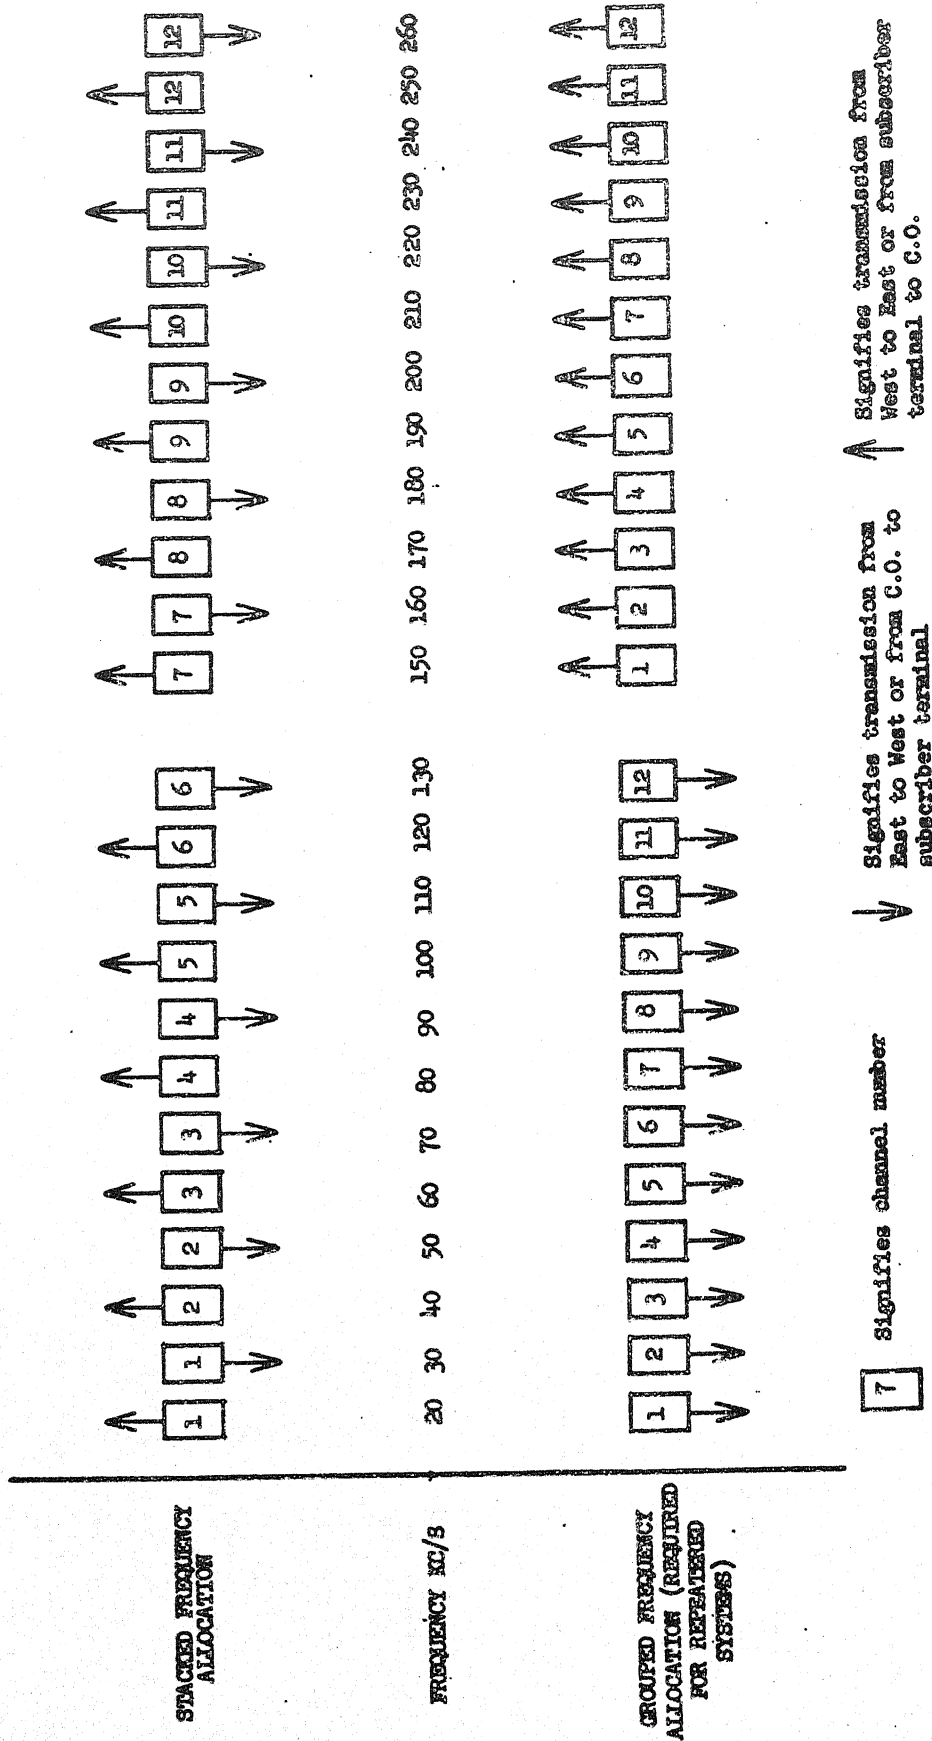 STACKED FREQUENCY
ALLOCATION
1 1 2 2 3 3 4 4 5 5 6 6 7 7 8 8 9 9 10 10 11 11 12 12
FREQUENCY KC/S
20 30 40 50 60 70 80 90 100 110 120 130 150 160 170 180 190 200 210 220 230 240 250 260
GROUPED FREQUENCY
ALLOCATION (REQUIRED
FOR REPEATERED
SYSTEMS)
1 2 3 4 5 6 7 8 9 10 11 12 1 2 3 4 5 6 7 8 9 10 11 12
7 Signifies channel number
Signifies transmission from
East to West or from C.O. to
subscriber terminal
Signifies transmission from
West to East or from subscriber
terminal to C.O.